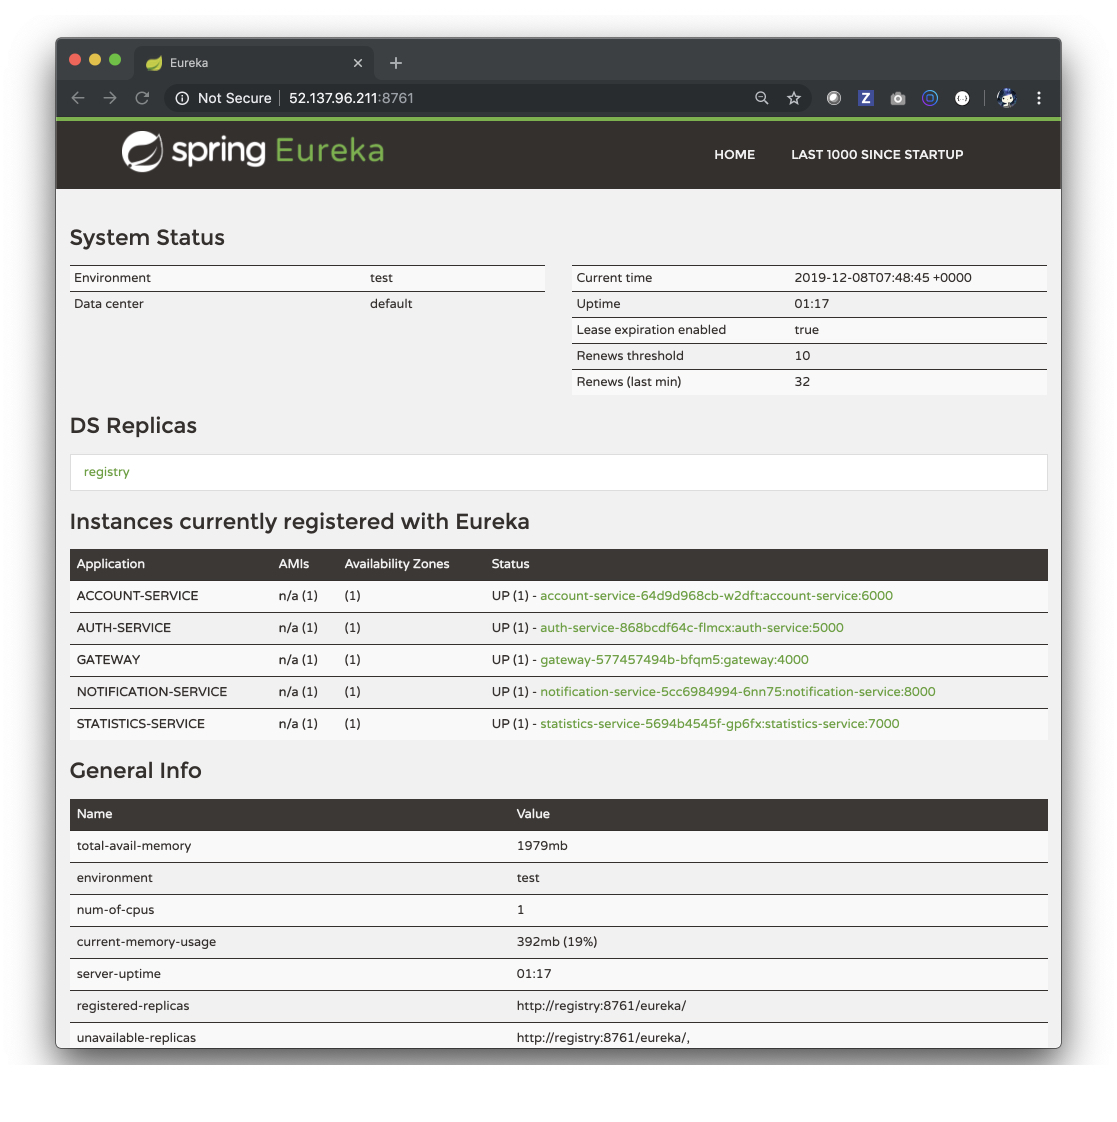 Eureka
Not Secure 52.137.96.211:8761
Z
spring Eureka
HOME LAST 1000 SINCE STARTUP
System Status
Environment test
Data center default
Current time 2019-12-08T07:48:45 +0000
Uptime 01:17
Lease expiration enabled true
Renews threshold 10
Renews (last min) 32
DS Replicas
registry
Instances currently registered with Eureka
Application AMIs Availability Zones Status
ACCOUNT-SERVICE n/a (1) (1) UP (1) - account-service-64d9d968cb-w2dft:account-service:6000
AUTH-SERVICE n/a (1) (1) UP (1) - auth-service-868bcdf64c-flmcx:auth-service:5000
GATEWAY n/a (1) (1) UP (1) - gateway-577457494b-bfqm5:gateway:4000
NOTIFICATION-SERVICE n/a (1) (1) UP (1) - notification-service-5cc6984994-6nn75:notification-service:8000
STATISTICS-SERVICE n/a (1) (1) UP (1) - statistics-service-5694b4545f-gp6fx:statistics-service:7000
General Info
Name Value
total-avail-memory 1979mb
environment test
num-of-cpus 1
current-memory-usage 392mb (19%)
server-uptime 01:17
registered-replicas http://registry:8761/eureka/
unavailable-replicas http://registry:8761/eureka/,